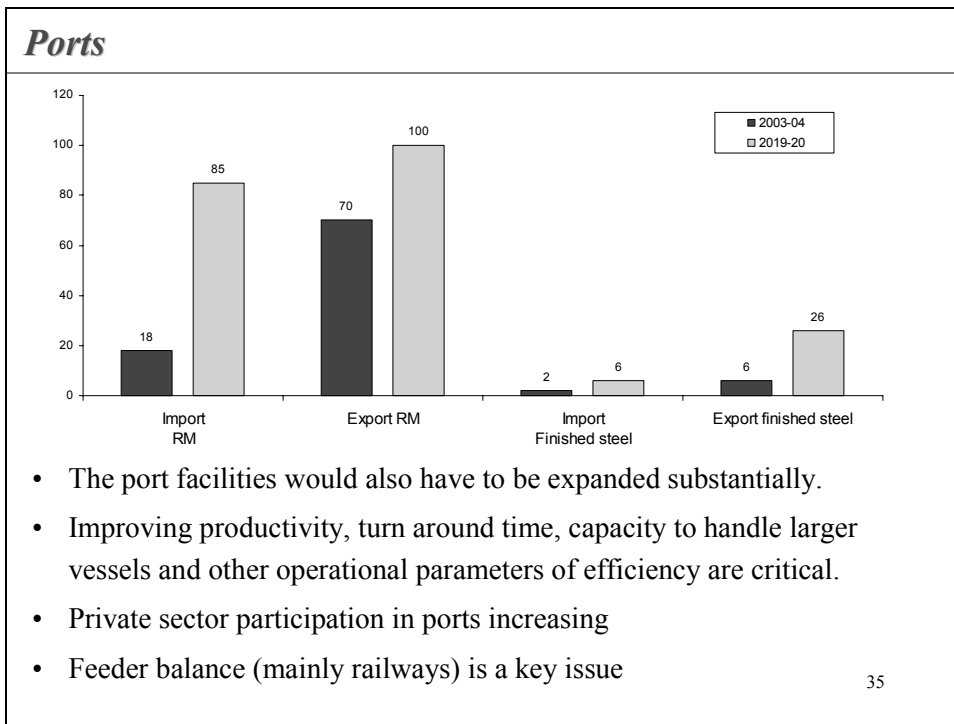 Ports
120
100
80
60
40
20
0
2003-04
2019-20
18
85
70
100
2
6
6
26
Import
RM
Export RM
Import
Finished steel
Export finished steel
• The port facilities would also have to be expanded substantially.
• Improving productivity, turn around time, capacity to handle larger
vessels and other operational parameters of efficiency are critical.
• Private sector participation in ports increasing
• Feeder balance (mainly railways) is a key issue
35